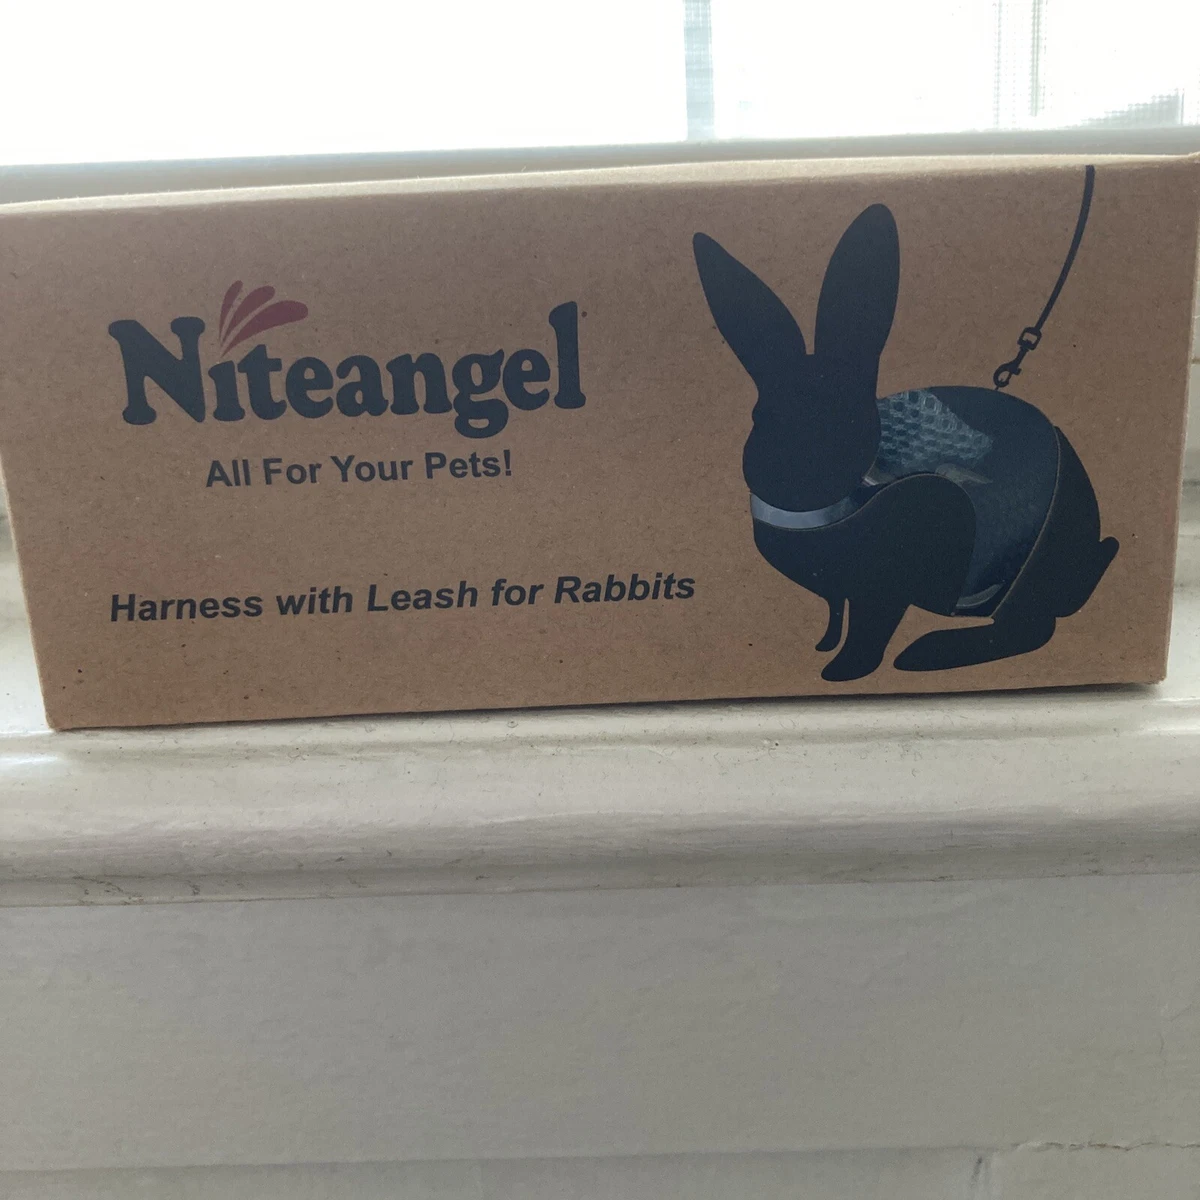 Niteangel
All For Your Pets!
Harness with Leash for Rabbits